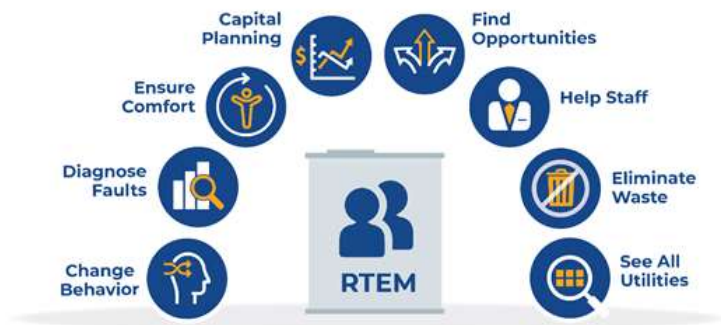 Capital
Planning
$
Find
Opportunities
Ensure
Comfort
Help Staff
Diagnose
Faults
Eliminate
Waste
Change
Behavior
See All
Utilities
RTEM